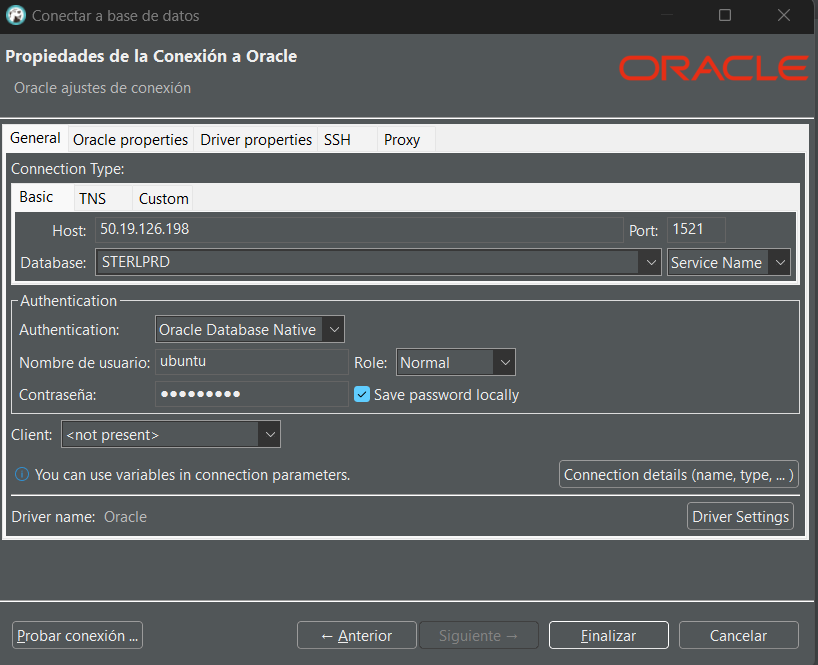 Conectar a base de datos
Propiedades de la Conexión a Oracle
ORACLE
Oracle ajustes de conexión
General Oracle properties Driver properties SSH Proxy
Connection Type:
Basic TNS Custom
Host: 50.19.126.198 Port: 1521
Database: STERLPRD Service Name
Authentication
Authentication: Oracle Database Native
Nombre de usuario: ubuntu Role: Normal
Contraseña: ●●●●●●●●● Save password locally
Client: <not present>
You can use variables in connection parameters. Connection details (name, type, ... )
Driver name: Oracle Driver Settings
Probar conexión ... ← Anterior Siguiente → Finalizar Cancelar